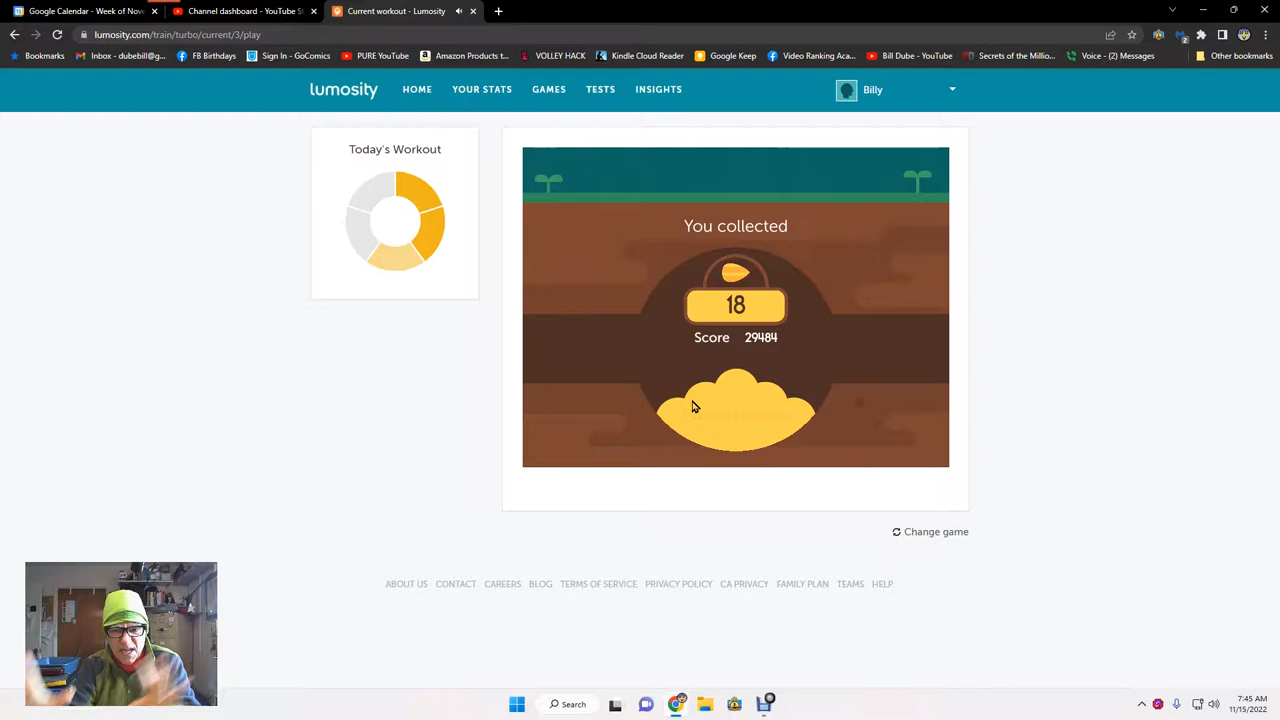 Google Calendar - Week of Nove
Channel dashboard - YouTube St
Current workout - Lumosity
lumosity.com/train/turbo/current/3/play
Bookmarks
Inbox - dubebill@g...
FB Birthdays
Sign In - GoComics
PURE YouTube
Amazon Products t...
VOLLEY HACK
Kindle Cloud Reader
Google Keep
Video Ranking Aca...
Bill Dube - YouTube
Secrets of the Millio...
Voice - (2) Messages
Other bookmarks
lumosity
HOME
YOUR STATS
GAMES
TESTS
INSIGHTS
Billy
Today's Workout
You collected
18
Score 29484
Change game
ABOUT US
CONTACT
CAREERS
BLOG
TERMS OF SERVICE
PRIVACY POLICY
CA PRIVACY
FAMILY PLAN
TEAMS
HELP
Search
7:45 AM
11/15/2022